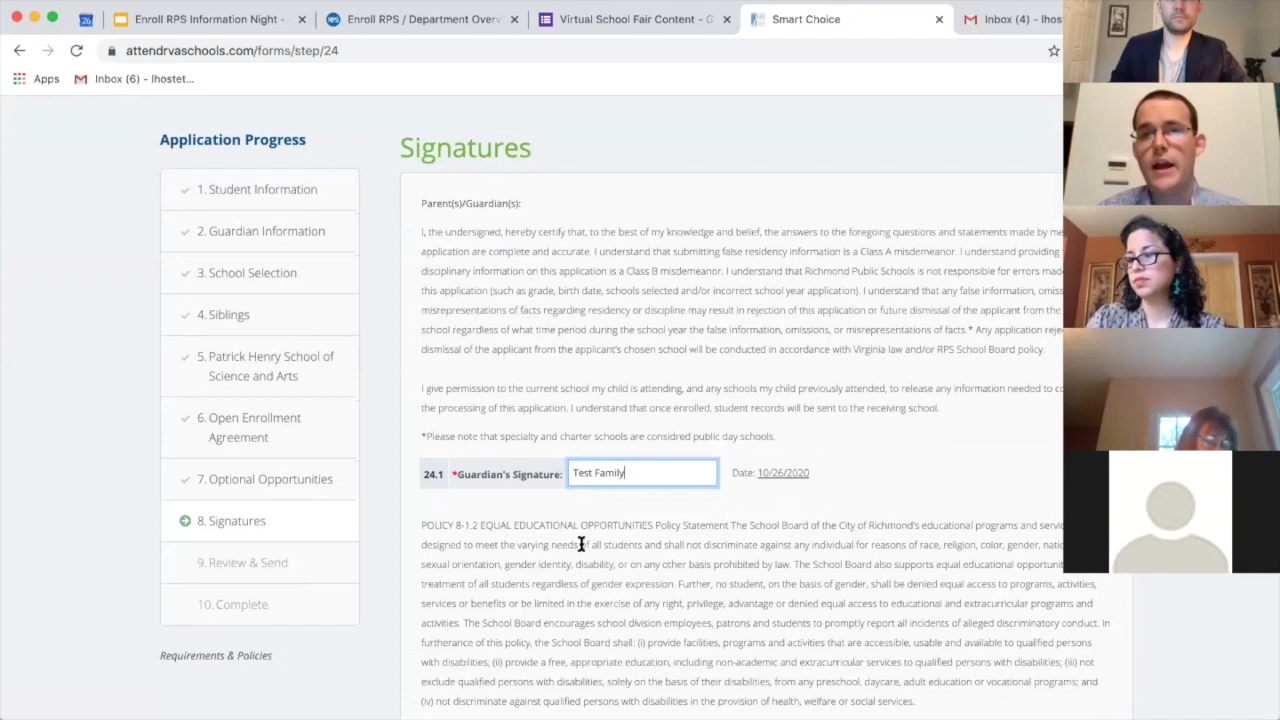 26
Enroll RPS Information Night -
Enroll RPS / Department Overv
Virtual School Fair Content - G
Smart Choice
Inbox (4) - lhos
attendrvaschools.com/forms/step/24
Apps
Inbox (6) - lhostet...
Application Progress
1. Student Information
2. Guardian Information
3. School Selection
4. Siblings
5. Patrick Henry School of
Science and Arts
6. Open Enrollment
Agreement
7. Optional Opportunities
8. Signatures
9. Review & Send
10. Complete
Requirements & Policies
Signatures
Parent(s)/Guardian(s):
I, the undersigned, hereby certify that, to the best of my knowledge and belief, the answers to the foregoing questions and statements made by me
application are complete and accurate. I understand that submitting false residency information is a Class A misdemeanor. I understand providing
disciplinary information on this application is a Class B misdemeanor. I understand that Richmond Public Schools is not responsible for errors made
this application (such as grade, birth date, schools selected and/or incorrect school year application). I understand that any false information, omiss
misrepresentations of facts regarding residency or discipline may result in rejection of this application or future dismissal of the applicant from the
school regardless of what time period during the school year the false information, omissions, or misrepresentations of facts.* Any application reje
dismissal of the applicant from the applicant's chosen school will be conducted in accordance with Virginia law and/or RPS School Board policy.
I give permission to the current school my child is attending, and any schools my child previously attended, to release any information needed to co
the processing of this application. I understand that once enrolled, student records will be sent to the receiving school.
*Please note that specialty and charter schools are considred public day schools.
24.1 *Guardian's Signature: Test Family Date: 10/26/2020
POLICY 8-1.2 EQUAL EDUCATIONAL OPPORTUNITIES Policy Statement The School Board of the City of Richmond's educational programs and servic
designed to meet the varying needs of all students and shall not discriminate against any individual for reasons of race, religion, color, gender, natio
sexual orientation, gender identity, disability, or on any other basis prohibited by law. The School Board also supports equal educational opportunit
treatment of all students regardless of gender expression. Further, no student, on the basis of gender, shall be denied equal access to programs, activities,
services or benefits or be limited in the exercise of any right, privilege, advantage or denied equal access to educational and extracurricular programs and
activities. The School Board encourages school division employees, patrons and students to promptly report all incidents of alleged discriminatory conduct. In
furtherance of this policy, the School Board shall: (i) provide facilities, programs and activities that are accessible, usable and available to qualified persons
with disabilities; (ii) provide a free, appropriate education, including non-academic and extracurricular services to qualified persons with disabilities; (iii) not
exclude qualified persons with disabilities, solely on the basis of their disabilities, from any preschool, daycare, adult education or vocational programs; and
(iv) not discriminate against qualified persons with disabilities in the provision of health, welfare or social services.